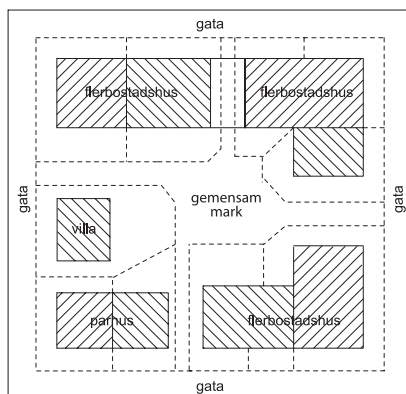 gata
flerbostadshus
flerbostadshus
gata
gemensam
mark
gata
villa
parhus
flerbostadshus
gata